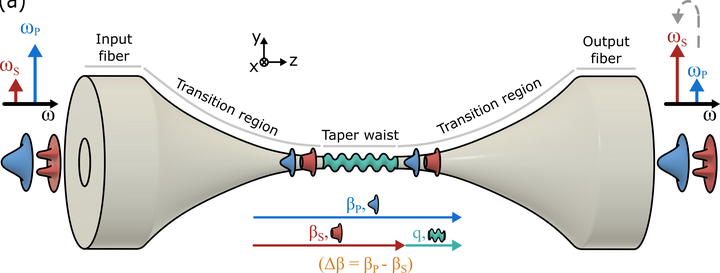 (a)
ωP
ωS
ω
Input
fiber
Transition region
y
x
z
Taper waist
Transition region
Output
fiber
ωS
ωP
ω
βP,
βS,
q,
(Δβ = βP - βS)